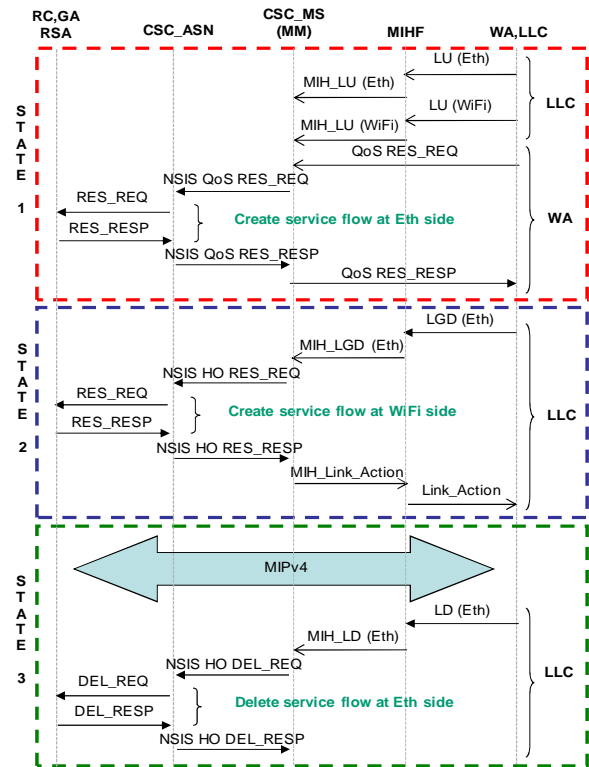 RC,GA RSA
CSC_ASN
CSC_MS (MM)
MIHF
WA,LLC
STATE 1
LU (Eth)
MIH_LU (Eth)
LU (WiFi)
MIH_LU (WiFi)
LLC
QoS RES_REQ
NSIS QoS RES_REQ
RES_REQ
Create service flow at Eth side
WA
RES_RESP
NSIS QoS RES_RESP
QoS RES_RESP
STATE 2
LGD (Eth)
MIH_LGD (Eth)
NSIS HO RES_REQ
RES_REQ
Create service flow at WiFi side
LLC
RES_RESP
NSIS HO RES_RESP
MIH_Link_Action
Link_Action
MIPv4
STATE 3
LD (Eth)
MIH_LD (Eth)
NSIS HO DEL_REQ
LLC
DEL_REQ
Delete service flow at Eth side
DEL_RESP
NSIS HO DEL_RESP